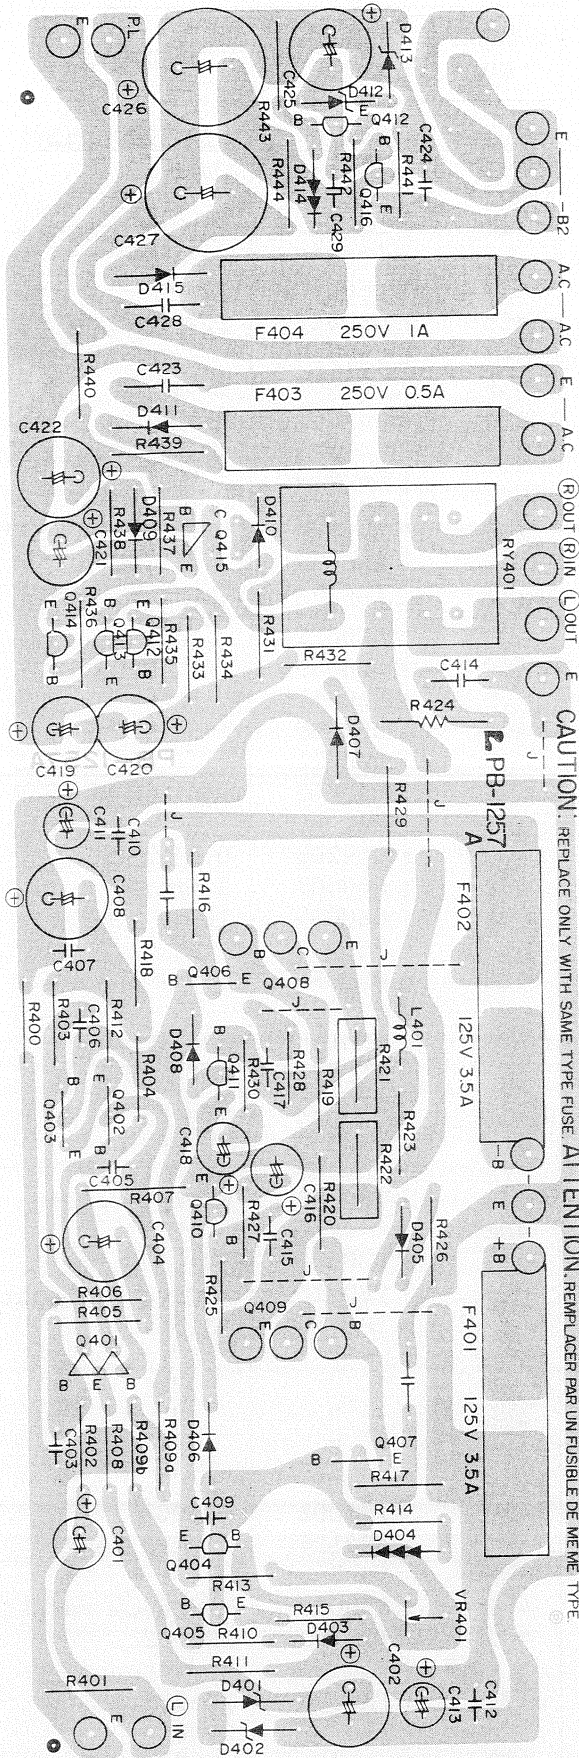 P.L
E
D413
C426
C425
D412
E
B
Q412
R443
C424
E
B
R441
R442
Q416
E
D414
R444
C429
B2
C427
A.C
D415
C428
F404 250V 1A
A.C
R440
C423
F403 250V 0.5A
E
D411
R439
A.C
C422
R OUT
D410
C Q415
B
E
R437
D409
R438
C421
R IN
RY401
L OUT
E
Q414
B
R436
B
Q413
E
E
Q412
B
R435
R433
R434
R431
R432
C414
E
R424
C419
C420
D407
J
PB-1257
A
CAUTION: REPLACE ONLY WITH SAME TYPE FUSE. ATTENTION. REMPLACER PAR UN FUSIBLE DE MEME TYPE.
C411
C410
J
R429
J
C408
R416
F402 125V 3.5A
C407
R418
B
C
E
Q406
B
E
Q408
J
J
R400
R403
C406
R412
R404
D408
B
Q411
E
R430
C417
R428
R419
R421
L401
B
Q403
E
E
Q402
B
C405
R423
C418
R407
E
Q410
B
R427
C415
C416
R420
R422
-B
E
+B
C404
D405
R426
R406
R405
R425
J
J
Q409
E
C
B
F401 125V 3.5A
Q401
B
E
B
C403
R402
R408
R409b
R409a
D406
Q407
B
E
R417
C409
R414
C401
E
B
Q404
D404
R413
B
E
Q405
R410
R415
D403
VR401
R411
C402
C413
C412
R401
E
L IN
D401
D402